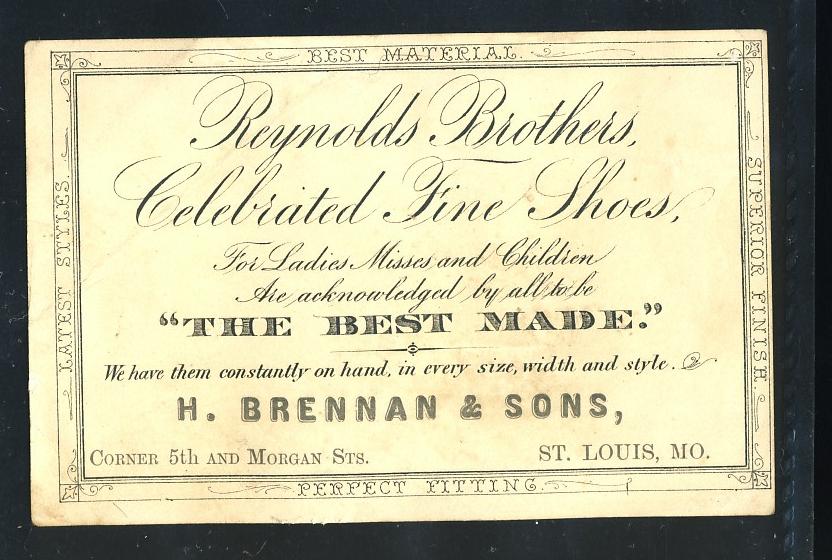 BEST MATERIAL.
LATEST STYLES.
SUPERIOR FINISH.
Reynolds Brothers,
Celebrated Fine Shoes,
For Ladies Misses and Children
Are acknowledged by all to be
“THE BEST MADE.”
We have them constantly on hand, in every size, width and style.
H. BRENNAN & SONS,
CORNER 5th AND MORGAN STS. ST. LOUIS, MO.
PERFECT FITTING.